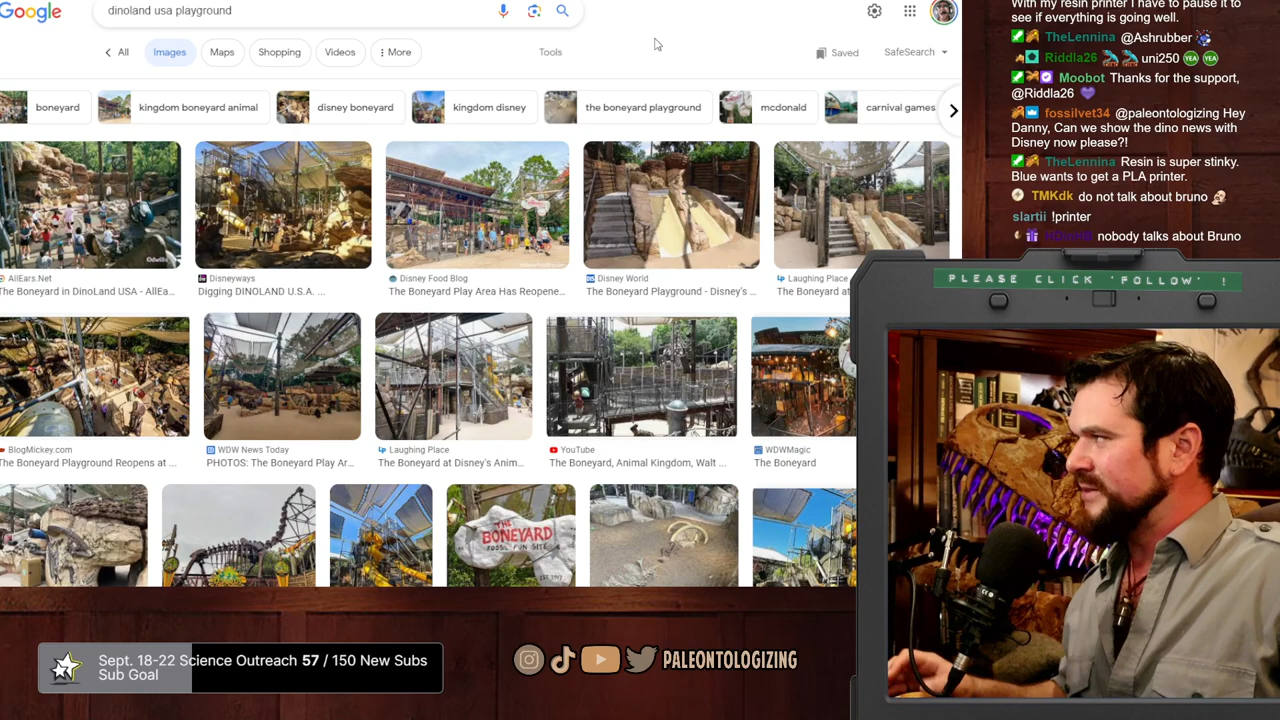 Google
dinoland usa playground
All
Images
Maps
Shopping
Videos
More
Tools
Saved
SafeSearch
boneyard
kingdom boneyard animal
disney boneyard
kingdom disney
the boneyard playground
mcdonald
carnival games
AllEars.Net
The Boneyard in DinoLand USA - AllEa...
Disneyways
Digging DINOLAND U.S.A. ...
Disney Food Blog
The Boneyard Play Area Has Reopene...
Disney World
The Boneyard Playground - Disney's ...
Laughing Place
The Boneyard at
BlogMickey.com
The Boneyard Playground Reopens at ...
WDW News Today
PHOTOS: The Boneyard Play Ar...
Laughing Place
The Boneyard at Disney's Anim...
YouTube
The Boneyard, Animal Kingdom, Walt ...
WDWMagic
The Boneyard
THE
BONEYARD
FOSSIL FUN SITE
With my resin printer I have to pause it to
see if everything is going well.
TheLennina @Ashrubber
Riddla26 uni250 YEA YEA
Moobot Thanks for the support,
@Riddla26
fossilvet34 @paleontologizing Hey
Danny, Can we show the dino news with
Disney now please?!
TheLennina Resin is super stinky.
Blue wants to get a PLA printer.
TMKdk do not talk about bruno
slartii !printer
nobody talks about Bruno
PLEASE CLICK 'FOLLOW' !
Sept. 18-22 Science Outreach 57 / 150 New Subs
Sub Goal
PALEONTOLOGIZING